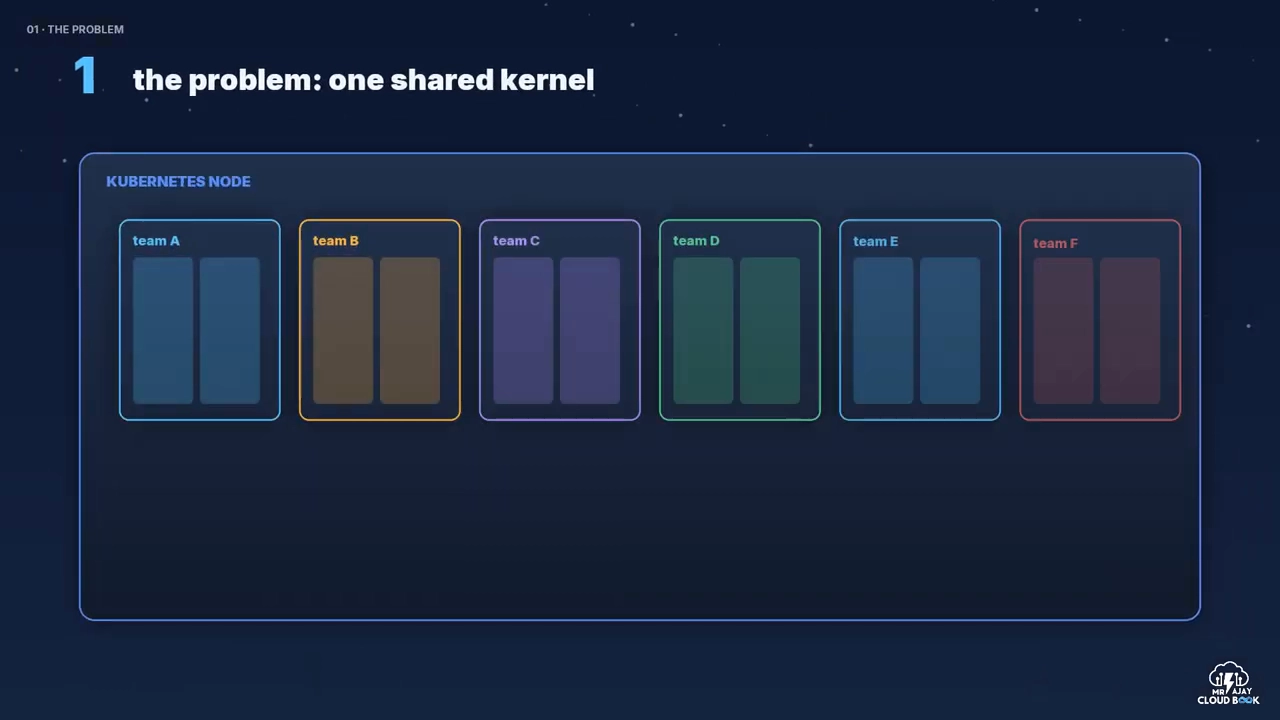 01 · THE PROBLEM
1 the problem: one shared kernel
KUBERNETES NODE
team A team B team C team D team E team F
MR AJAY
CLOUD BOOK